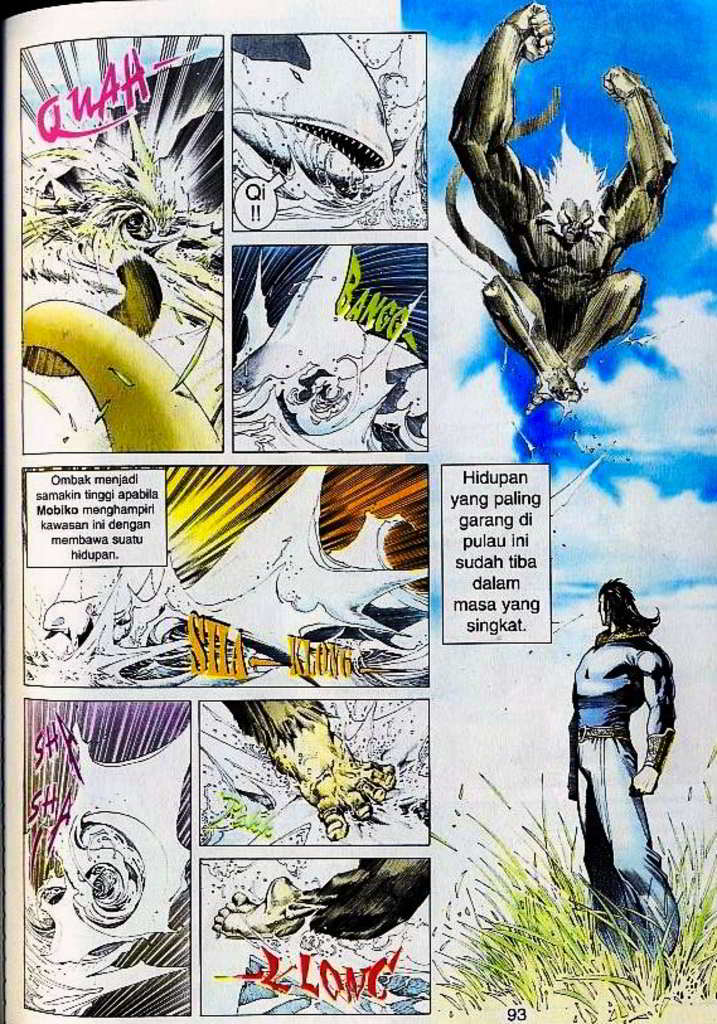 QUAH
Qi
!!
BANGG
Ombak menjadi
samakin tinggi apabila
Mobiko menghampiri
kawasan ini dengan
membawa suatu
hidupan.
SHA KLONG
SHA
SHA
KLONG
Hidupan
yang paling
garang di
pulau ini
sudah tiba
dalam
masa yang
singkat.
93